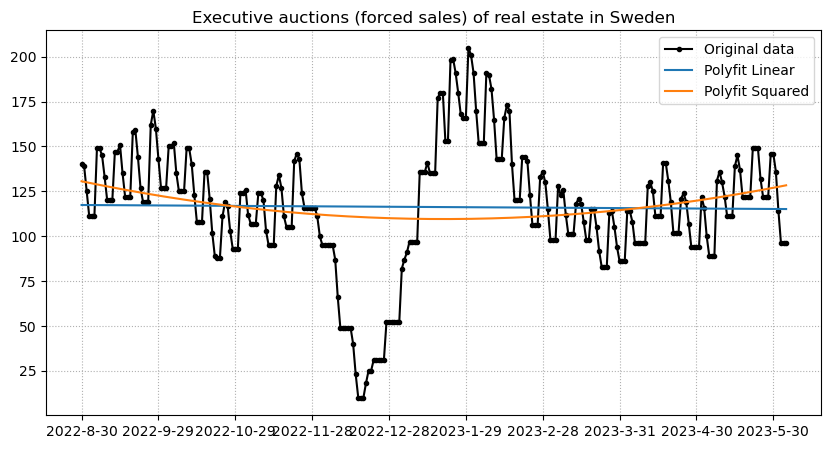 Executive auctions (forced sales) of real estate in Sweden
Original data
Polyfit Linear
Polyfit Squared
200
175
150
125
100
75
50
25
2022-8-30 2022-9-29 2022-10-29 2022-11-28 2022-12-28 2023-1-29 2023-2-28 2023-3-31 2023-4-30 2023-5-30